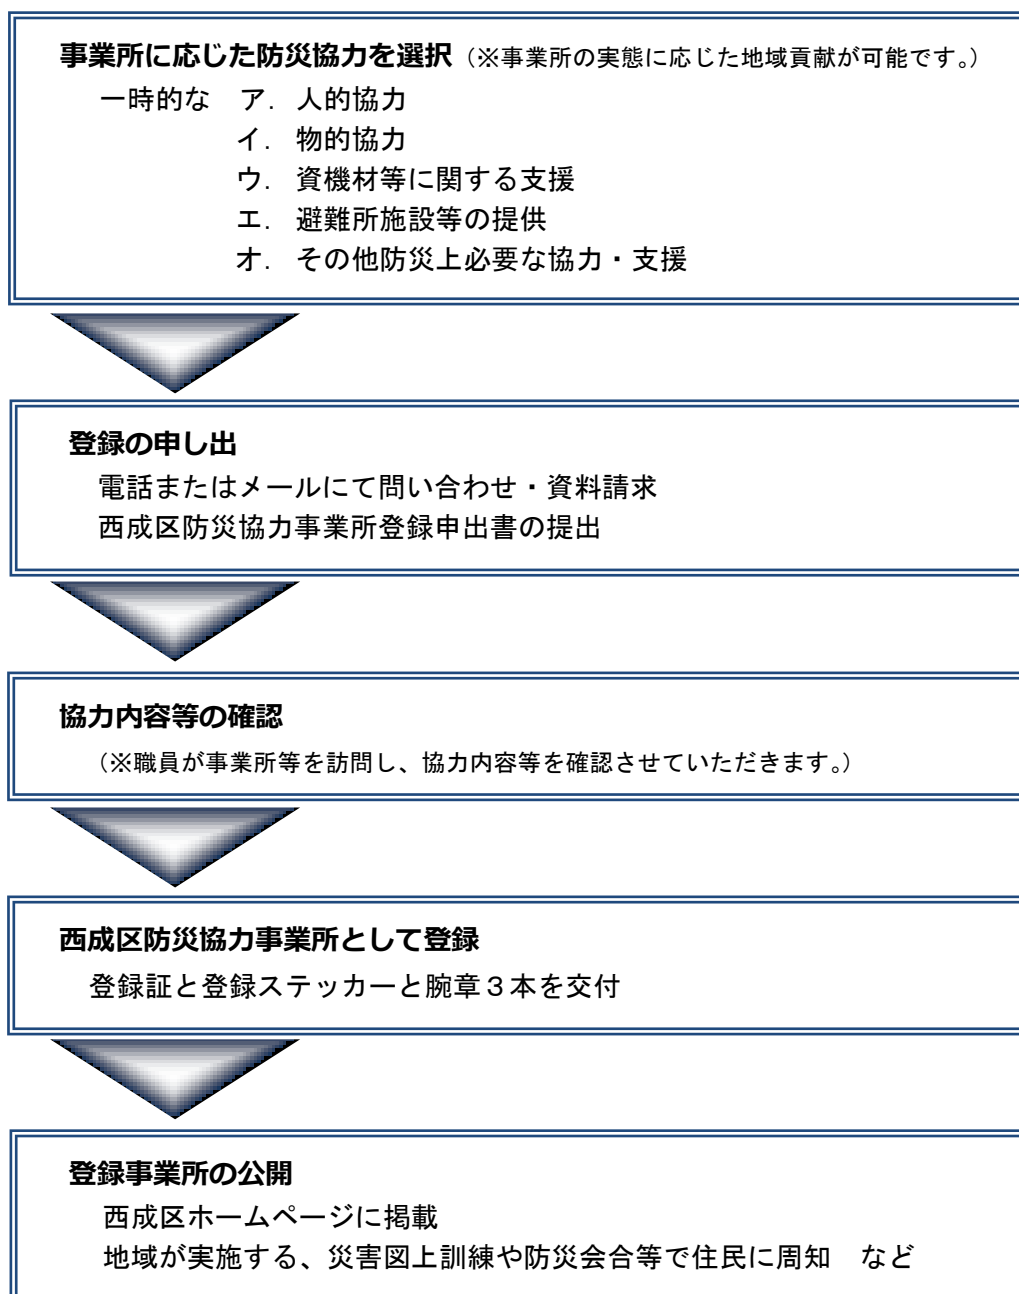 事業所に応じた防災協力を選択（※事業所の実態に応じた地域貢献が可能です。）
一時的な　ア．人的協力
イ．物的協力
ウ．資機材等に関する支援
エ．避難所施設等の提供
オ．その他防災上必要な協力・支援
登録の申し出
電話またはメールにて問い合わせ・資料請求
西成区防災協力事業所登録申出書の提出
協力内容等の確認
（※職員が事業所等を訪問し、協力内容等を確認させていただきます。）
西成区防災協力事業所として登録
登録証と登録ステッカーと腕章３本を交付
登録事業所の公開
西成区ホームページに掲載
地域が実施する、災害図上訓練や防災会合等で住民に周知　など